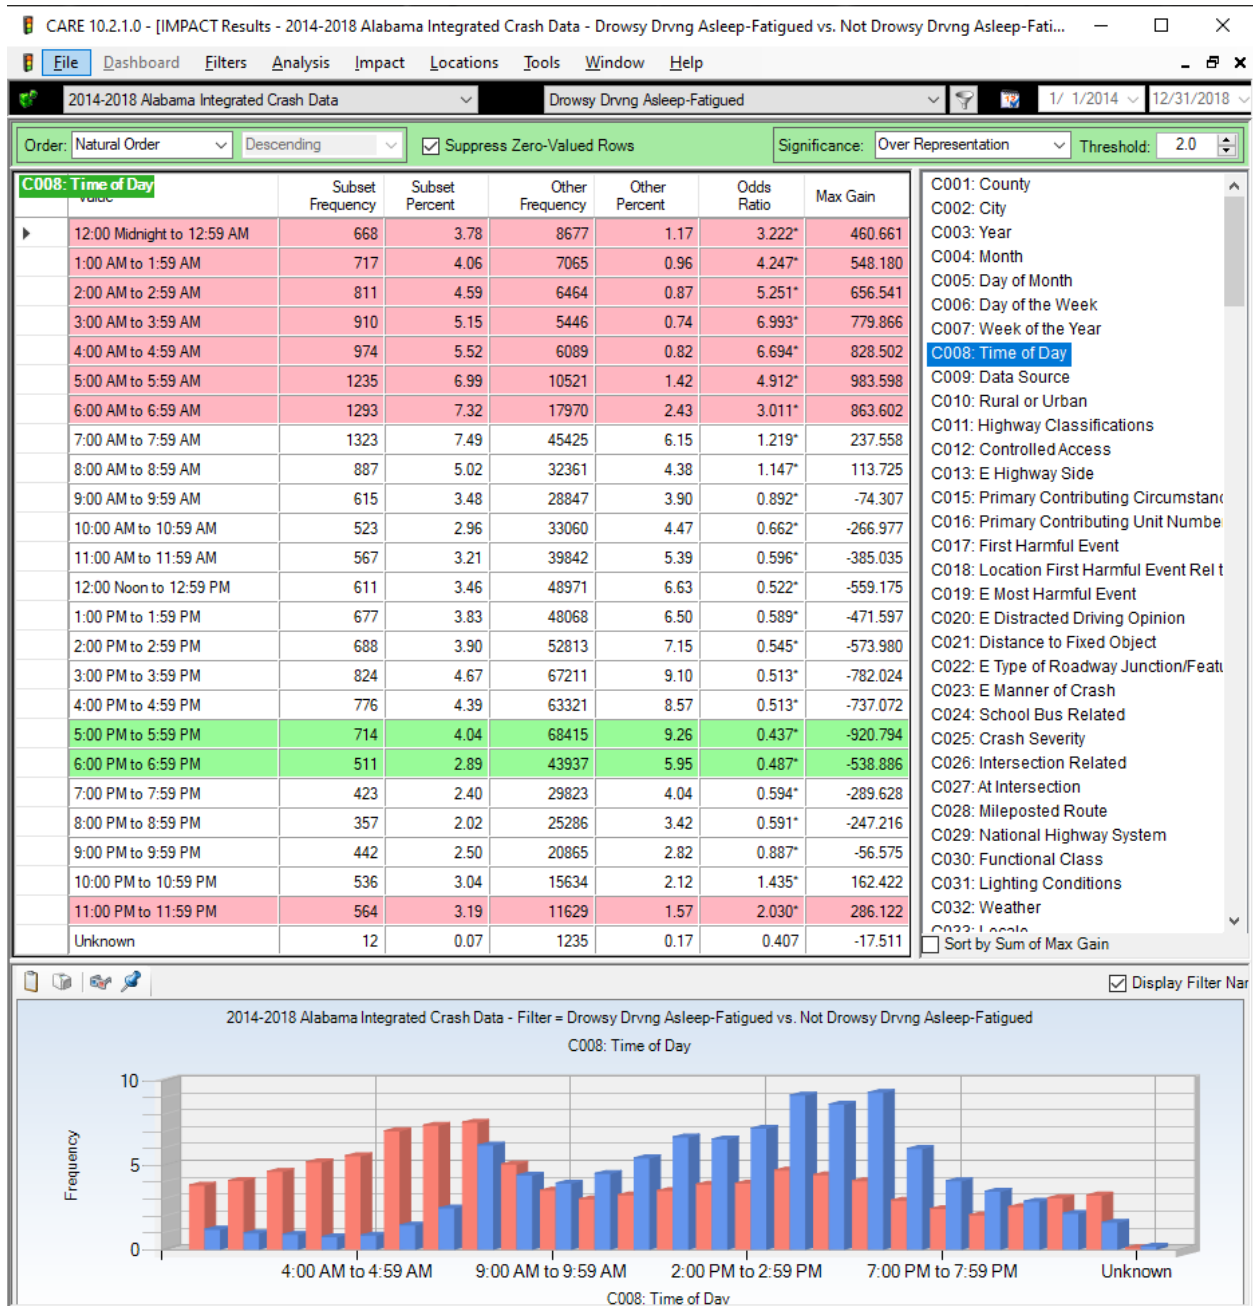 CARE 10.2.1.0 - [IMPACT Results - 2014-2018 Alabama Integrated Crash Data - Drowsy Drvng Asleep-Fatigued vs. Not Drowsy Drvng Asleep-Fati...
File Dashboard Filters Analysis Impact Locations Tools Window Help
2014-2018 Alabama Integrated Crash Data Drowsy Drvng Asleep-Fatigued 1/ 1/2014 12/31/2018
Order: Natural Order Descending Suppress Zero-Valued Rows Significance: Over Representation Threshold: 2.0
C008: Time of Day
Subset Frequency Subset Percent Other Frequency Other Percent Odds Ratio Max Gain
12:00 Midnight to 12:59 AM 668 3.78 8677 1.17 3.222* 460.661
1:00 AM to 1:59 AM 717 4.06 7065 0.96 4.247* 548.180
2:00 AM to 2:59 AM 811 4.59 6464 0.87 5.251* 656.541
3:00 AM to 3:59 AM 910 5.15 5446 0.74 6.993* 779.866
4:00 AM to 4:59 AM 974 5.52 6089 0.82 6.694* 828.502
5:00 AM to 5:59 AM 1235 6.99 10521 1.42 4.912* 983.598
6:00 AM to 6:59 AM 1293 7.32 17970 2.43 3.011* 863.602
7:00 AM to 7:59 AM 1323 7.49 45425 6.15 1.219* 237.558
8:00 AM to 8:59 AM 887 5.02 32361 4.38 1.147* 113.725
9:00 AM to 9:59 AM 615 3.48 28847 3.90 0.892* -74.307
10:00 AM to 10:59 AM 523 2.96 33060 4.47 0.662* -266.977
11:00 AM to 11:59 AM 567 3.21 39842 5.39 0.596* -385.035
12:00 Noon to 12:59 PM 611 3.46 48971 6.63 0.522* -559.175
1:00 PM to 1:59 PM 677 3.83 48068 6.50 0.589* -471.597
2:00 PM to 2:59 PM 688 3.90 52813 7.15 0.545* -573.980
3:00 PM to 3:59 PM 824 4.67 67211 9.10 0.513* -782.024
4:00 PM to 4:59 PM 776 4.39 63321 8.57 0.513* -737.072
5:00 PM to 5:59 PM 714 4.04 68415 9.26 0.437* -920.794
6:00 PM to 6:59 PM 511 2.89 43937 5.95 0.487* -538.886
7:00 PM to 7:59 PM 423 2.40 29823 4.04 0.594* -289.628
8:00 PM to 8:59 PM 357 2.02 25286 3.42 0.591* -247.216
9:00 PM to 9:59 PM 442 2.50 20865 2.82 0.887* -56.575
10:00 PM to 10:59 PM 536 3.04 15634 2.12 1.435* 162.422
11:00 PM to 11:59 PM 564 3.19 11629 1.57 2.030* 286.122
Unknown 12 0.07 1235 0.17 0.407 -17.511
C001: County
C002: City
C003: Year
C004: Month
C005: Day of Month
C006: Day of the Week
C007: Week of the Year
C008: Time of Day
C009: Data Source
C010: Rural or Urban
C011: Highway Classifications
C012: Controlled Access
C013: E Highway Side
C015: Primary Contributing Circumstanc
C016: Primary Contributing Unit Numbe
C017: First Harmful Event
C018: Location First Harmful Event Rel t
C019: E Most Harmful Event
C020: E Distracted Driving Opinion
C021: Distance to Fixed Object
C022: E Type of Roadway Junction/Featu
C023: E Manner of Crash
C024: School Bus Related
C025: Crash Severity
C026: Intersection Related
C027: At Intersection
C028: Mileposted Route
C029: National Highway System
C030: Functional Class
C031: Lighting Conditions
C032: Weather
C033: Locale
Sort by Sum of Max Gain
Display Filter Nar
2014-2018 Alabama Integrated Crash Data - Filter = Drowsy Drvng Asleep-Fatigued vs. Not Drowsy Drvng Asleep-Fatigued
C008: Time of Day
10
5
0
Frequency
4:00 AM to 4:59 AM 9:00 AM to 9:59 AM 2:00 PM to 2:59 PM 7:00 PM to 7:59 PM Unknown
C008: Time of Day